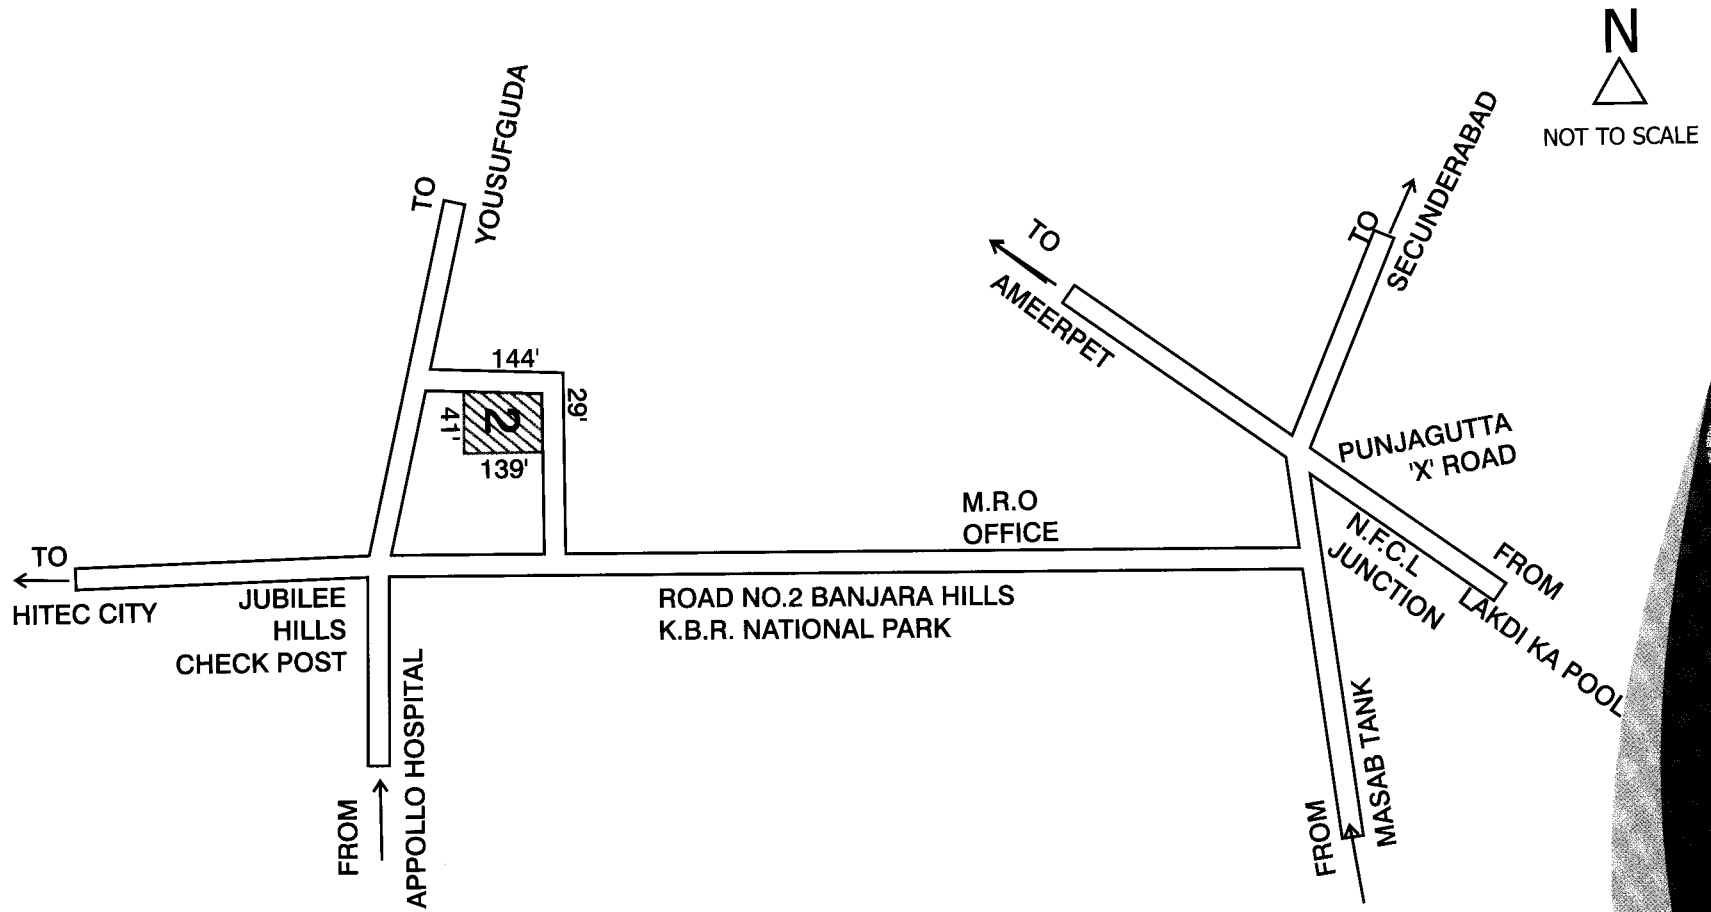 N
NOT TO SCALE
TO
YOUSUFGUDA
TO
AMEERPET
TO
SECUNDERABAD
144'
29'
41'
2
139'
PUNJAGUTTA
'X' ROAD
M.R.O
OFFICE
N.F.C.L
JUNCTION
FROM
LAKDI KA POOL
TO
HITEC CITY
JUBILEE
HILLS
CHECK POST
ROAD NO.2 BANJARA HILLS
K.B.R. NATIONAL PARK
FROM
APPOLLO HOSPITAL
FROM
MASAB TANK